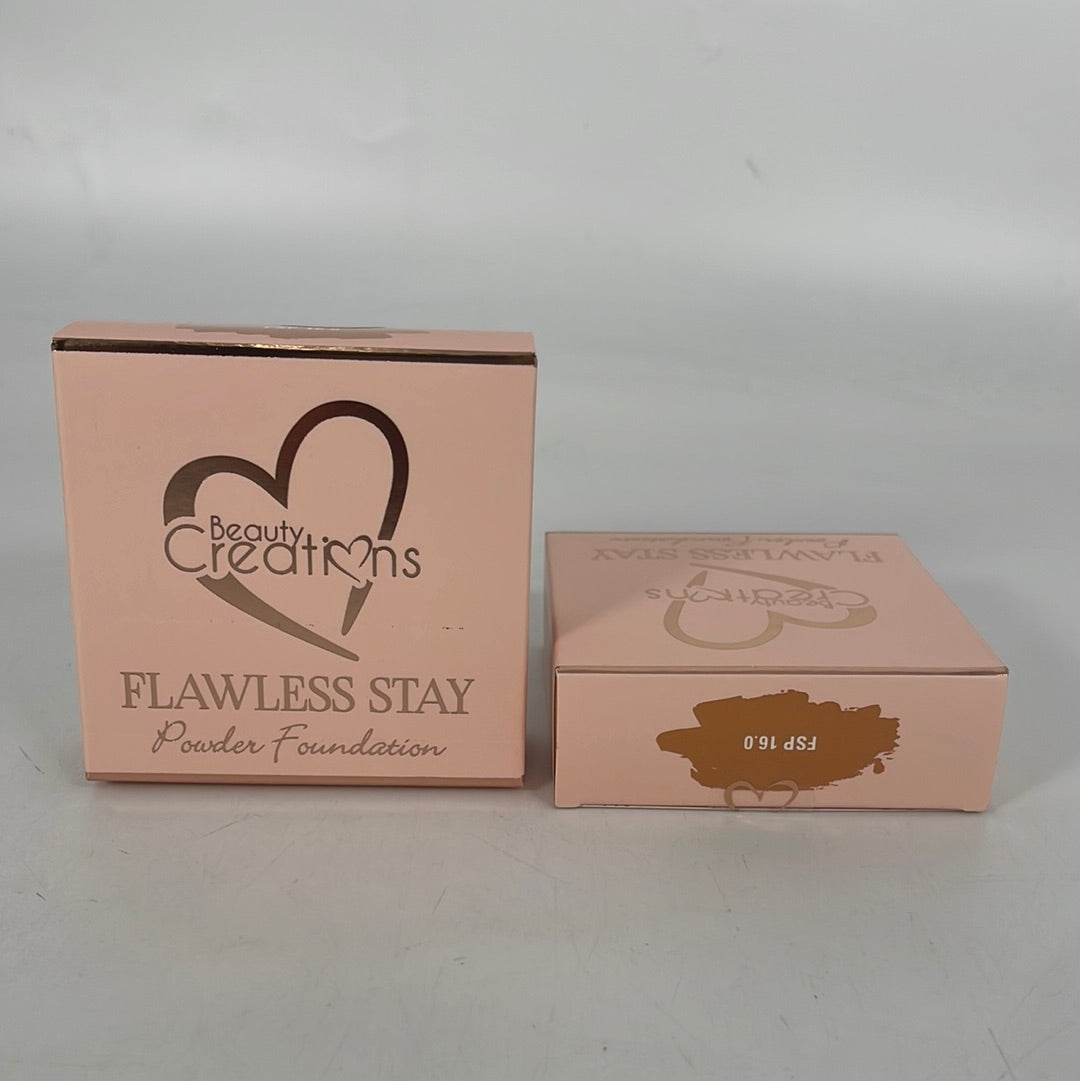 Beauty
Creations
FLAWLESS STAY
Powder Foundation
Powder Foundation
FLAWLESS STAY
Beauty
Creations
FSP 16.0